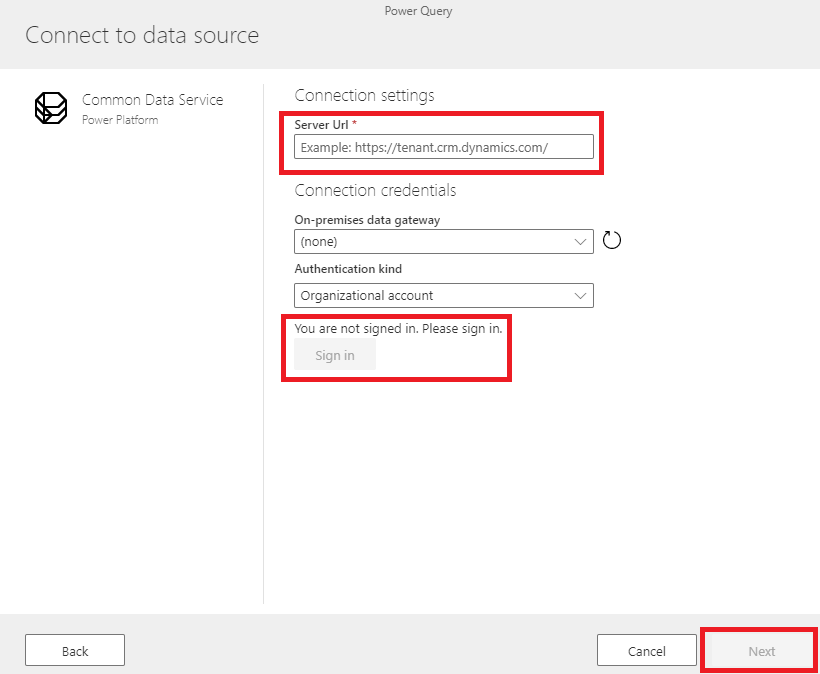 Power Query
Connect to data source
Common Data Service
Power Platform
Connection settings
Server Url *
Example: https://tenant.crm.dynamics.com/
Connection credentials
On-premises data gateway
(none)
Authentication kind
Organizational account
You are not signed in. Please sign in.
Sign in
Back
Cancel
Next